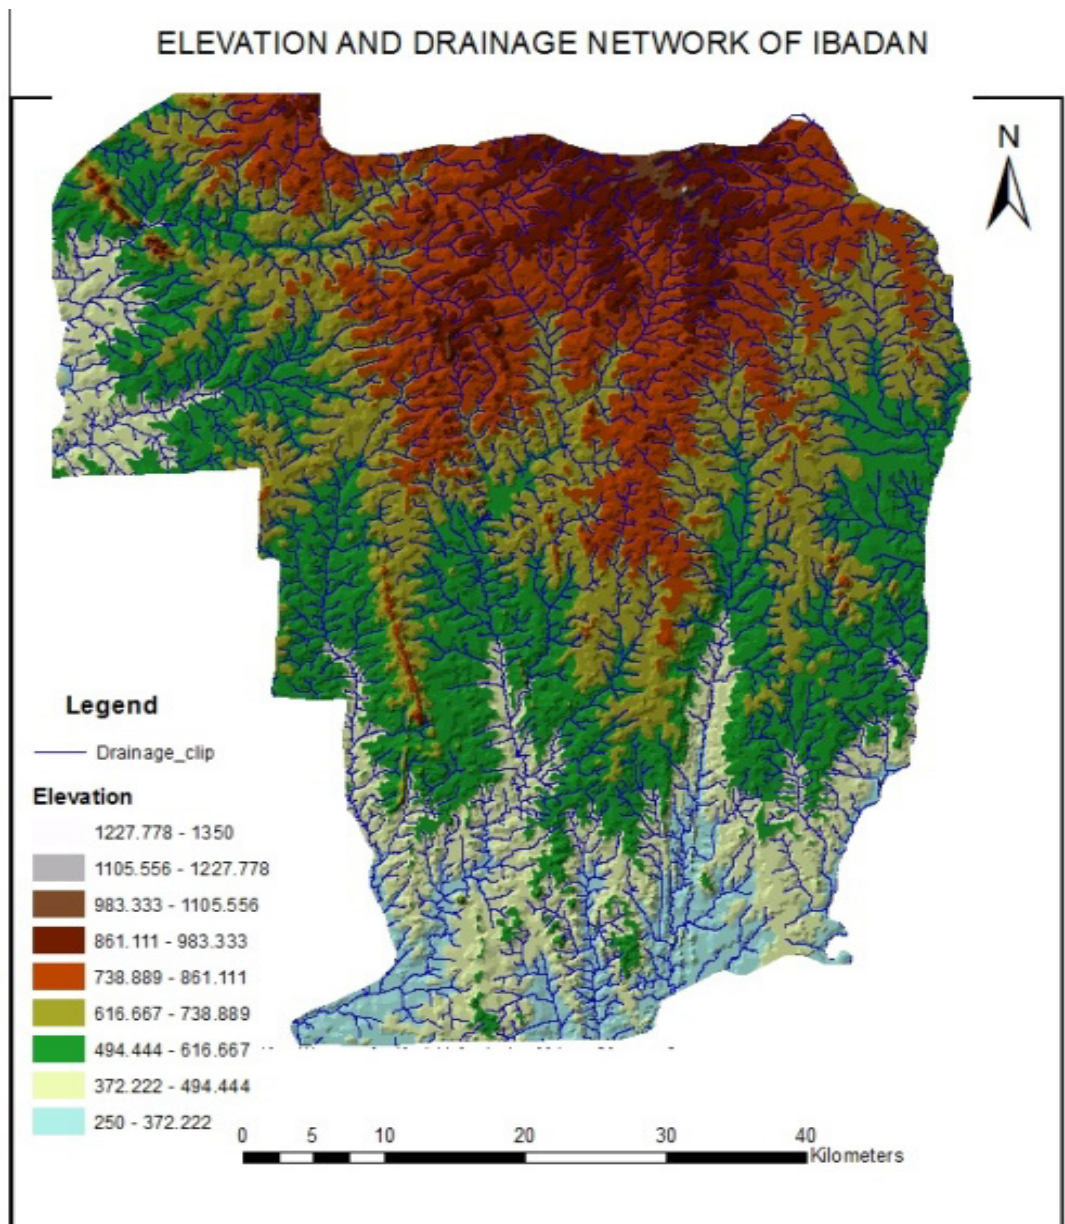 ELEVATION AND DRAINAGE NETWORK OF IBADAN
N
Legend
Drainage_clip
Elevation
1227.778 - 1350
1105.556 - 1227.778
983.333 - 1105.556
861.111 - 983.333
738.889 - 861.111
616.667 - 738.889
494.444 - 616.667
372.222 - 494.444
250 - 372.222
0 5 10 20 30 40
Kilometers